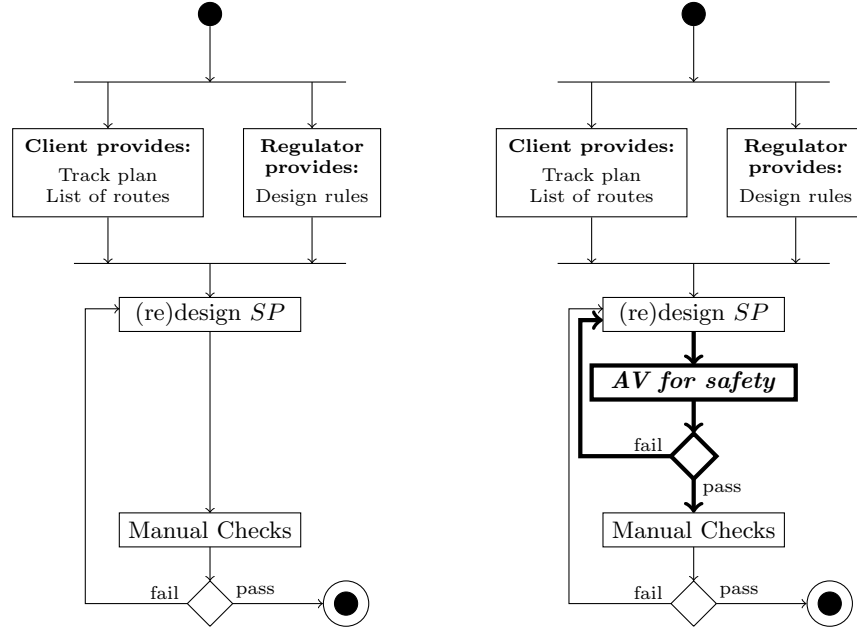 Client provides:
Track plan
List of routes
Regulator
provides:
Design rules
(re)design SP
Manual Checks
fail
pass
Client provides:
Track plan
List of routes
Regulator
provides:
Design rules
(re)design SP
AV for safety
fail
pass
Manual Checks
fail
pass